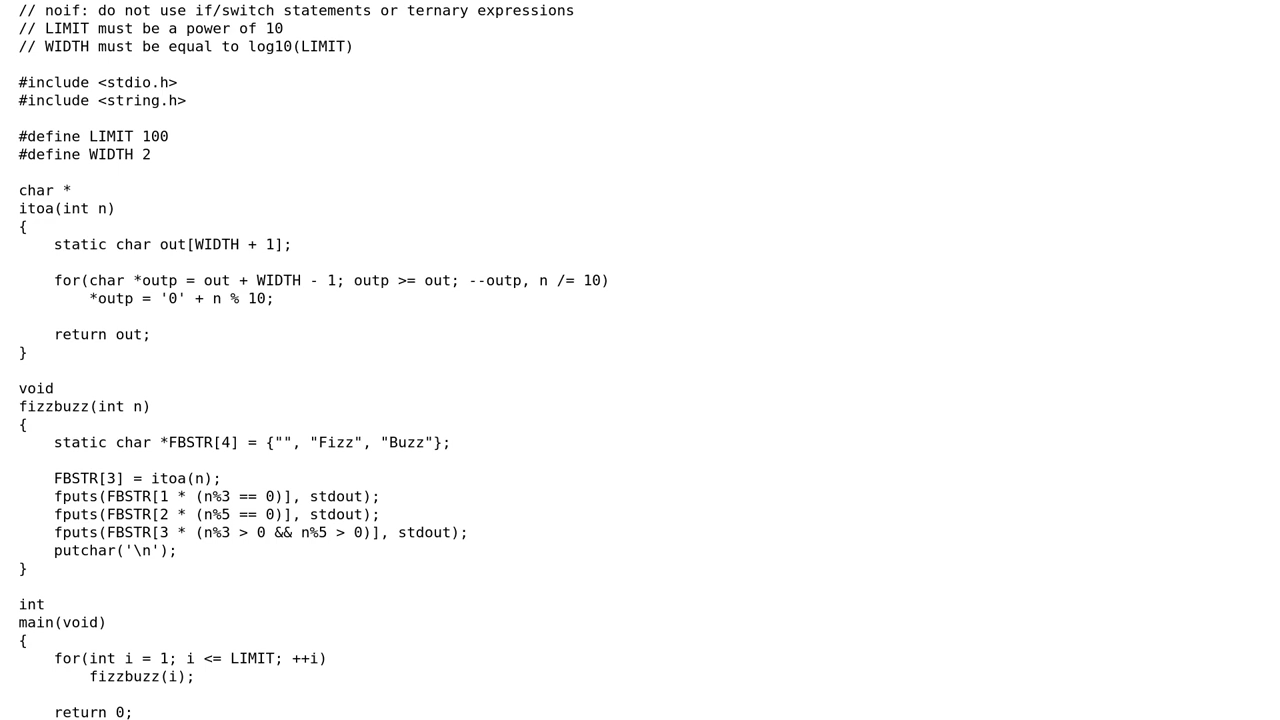 // noif: do not use if/switch statements or ternary expressions
// LIMIT must be a power of 10
// WIDTH must be equal to log10(LIMIT)

#include <stdio.h>
#include <string.h>

#define LIMIT 100
#define WIDTH 2

char *
itoa(int n)
{
    static char out[WIDTH + 1];

    for(char *outp = out + WIDTH - 1; outp >= out; --outp, n /= 10)
        *outp = '0' + n % 10;

    return out;
}

void
fizzbuzz(int n)
{
    static char *FBSTR[4] = {"", "Fizz", "Buzz"};

    FBSTR[3] = itoa(n);
    fputs(FBSTR[1 * (n%3 == 0)], stdout);
    fputs(FBSTR[2 * (n%5 == 0)], stdout);
    fputs(FBSTR[3 * (n%3 > 0 && n%5 > 0)], stdout);
    putchar('\n');
}

int
main(void)
{
    for(int i = 1; i <= LIMIT; ++i)
        fizzbuzz(i);

    return 0;